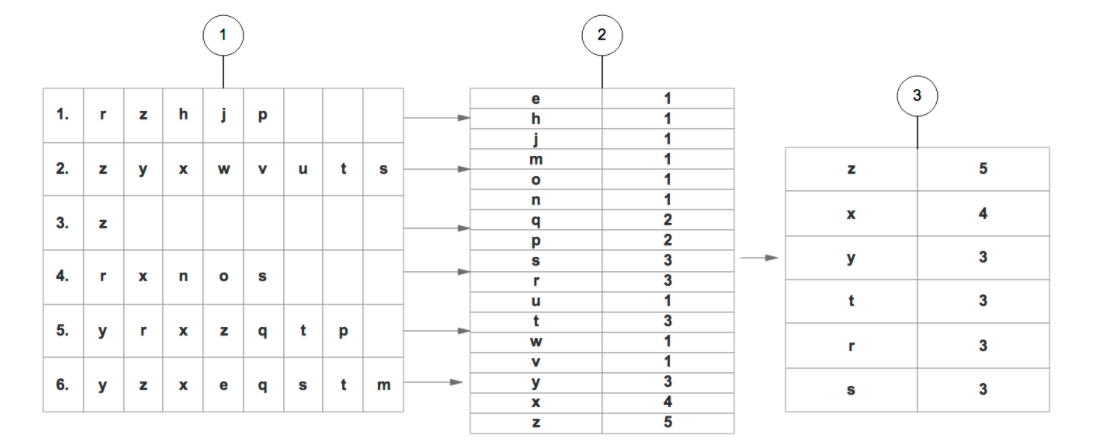 1
2
3
1. r z h j p
2. z y x w v u t s
3. z
4. r x n o s
5. y r x z q t p
6. y z x e q s t m
e 1
h 1
j 1
m 1
o 1
n 1
q 2
p 2
s 3
r 3
u 1
t 3
w 1
v 1
y 3
x 4
z 5
z 5
x 4
y 3
t 3
r 3
s 3